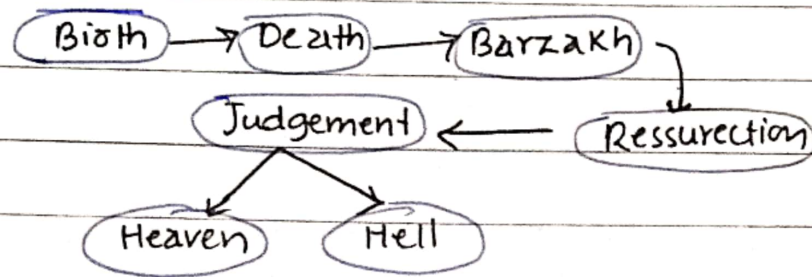 Birth → Death → Barzakh
Ressurection
Judgement
Heaven Hell